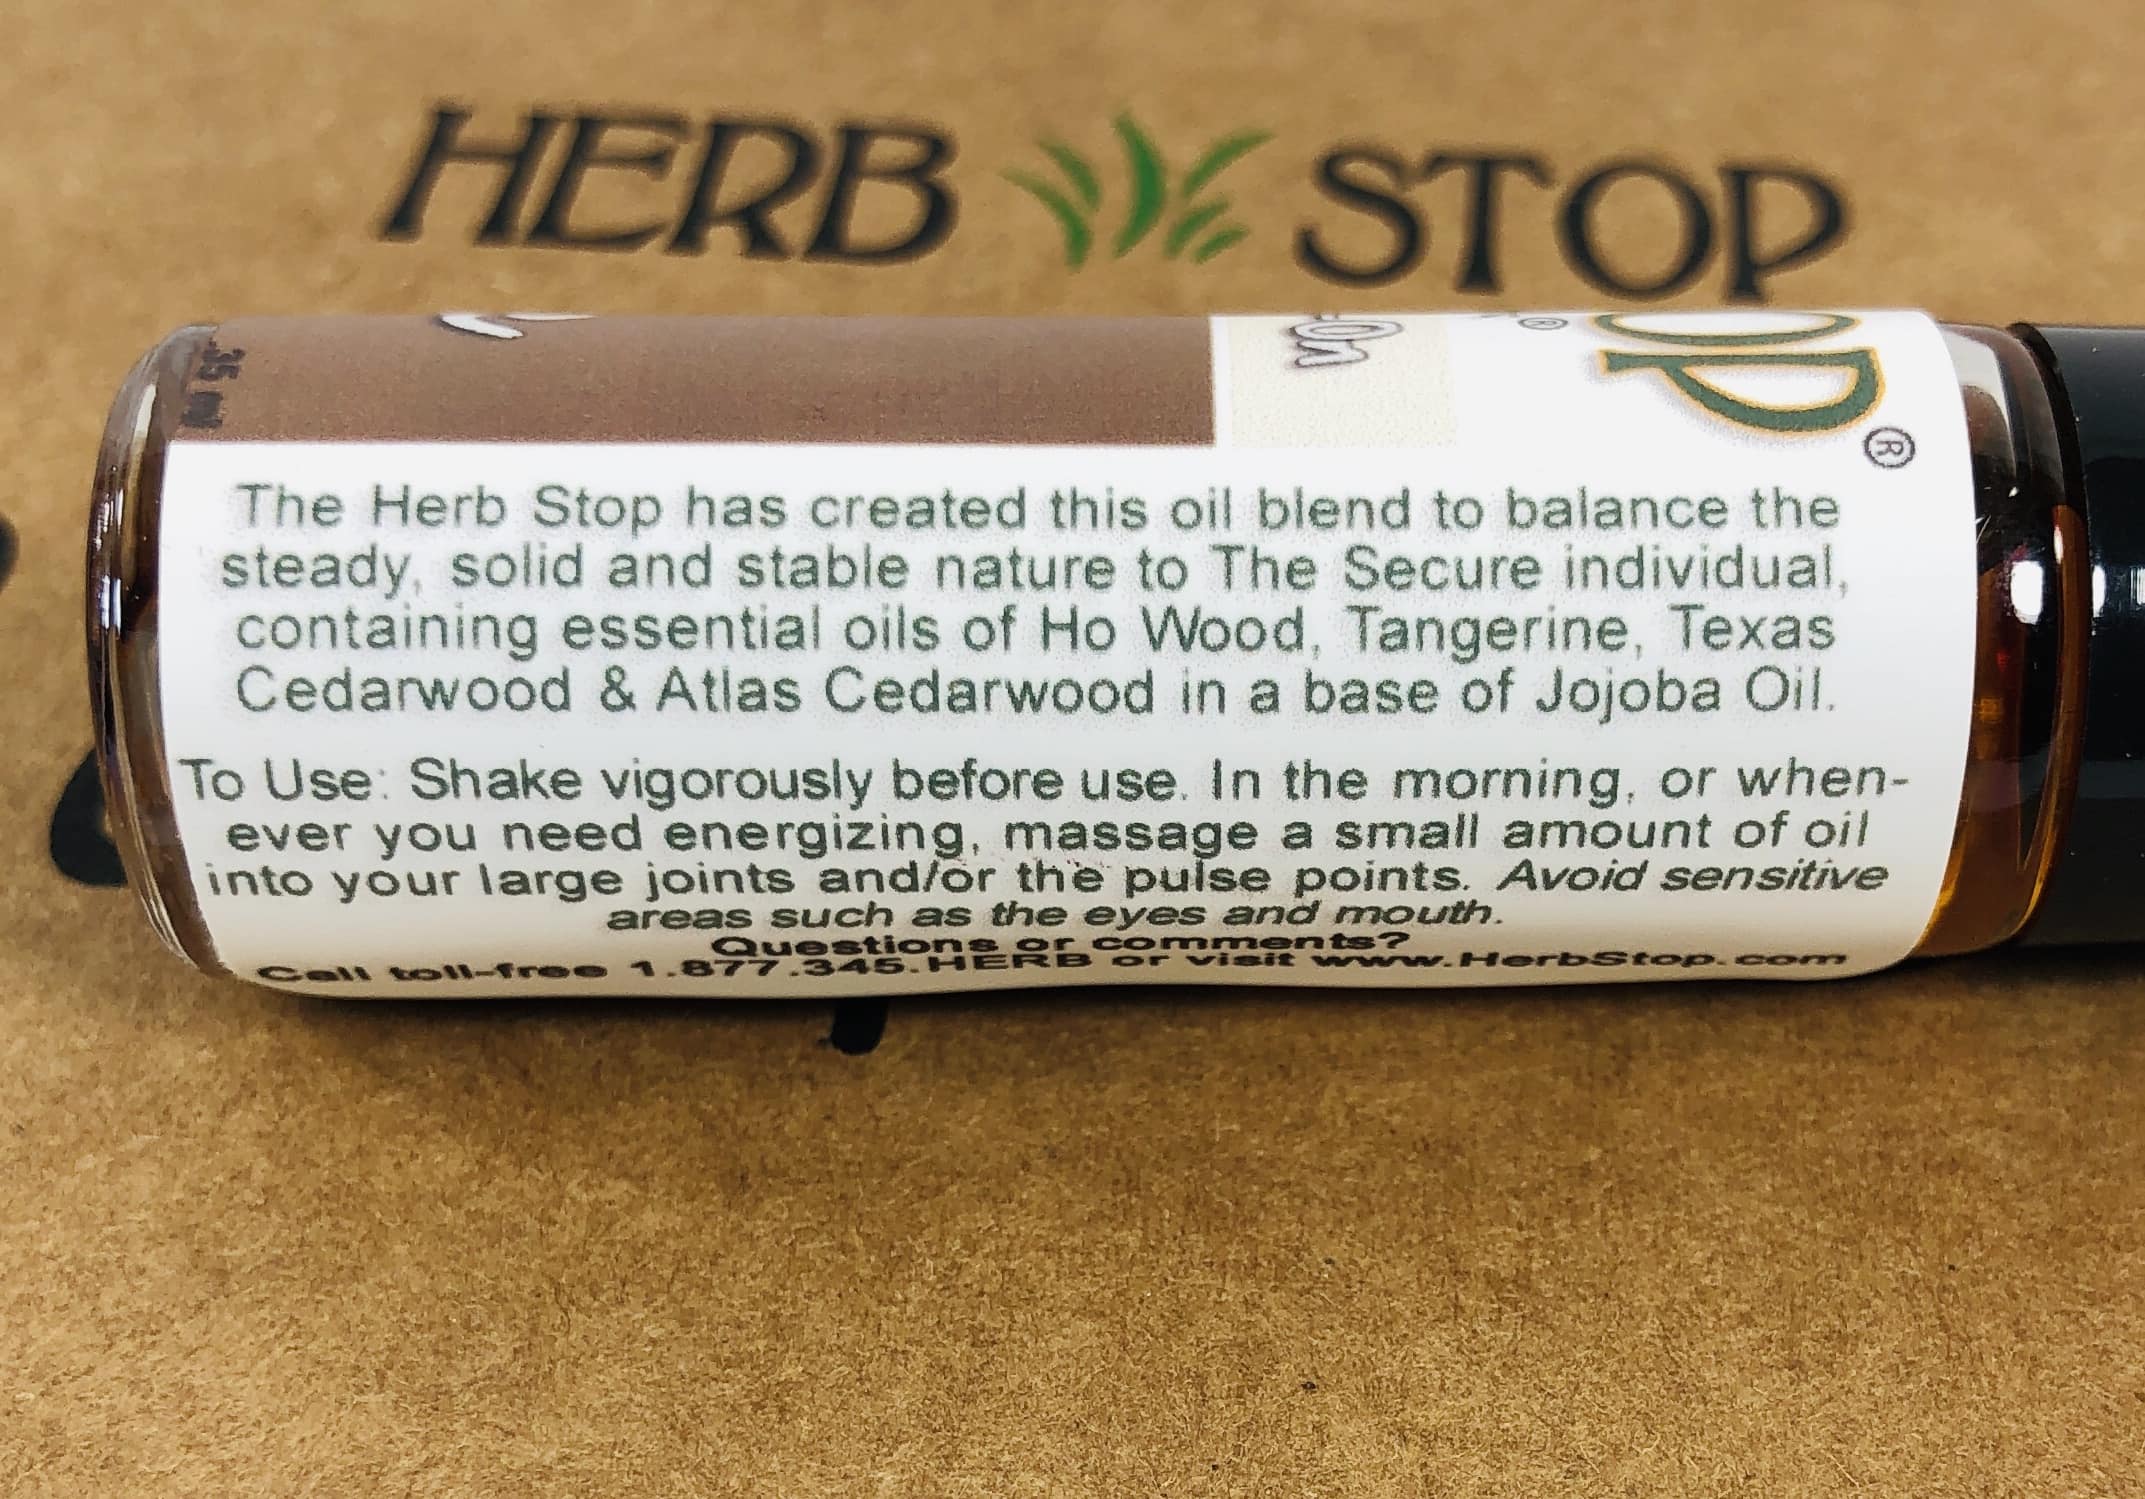 HERB STOP
.35
On
®
OP®
The Herb Stop has created this oil blend to balance the
steady, solid and stable nature to The Secure individual,
containing essential oils of Ho Wood, Tangerine, Texas
Cedarwood & Atlas Cedarwood in a base of Jojoba Oil.
To Use: Shake vigorously before use. In the morning, or when-
ever you need energizing, massage a small amount of oil
into your large joints and/or the pulse points. Avoid sensitive
areas such as the eyes and mouth.
Questions or comments?
Call toll-free 1.877.345.HERB or visit www.HerbStop.com